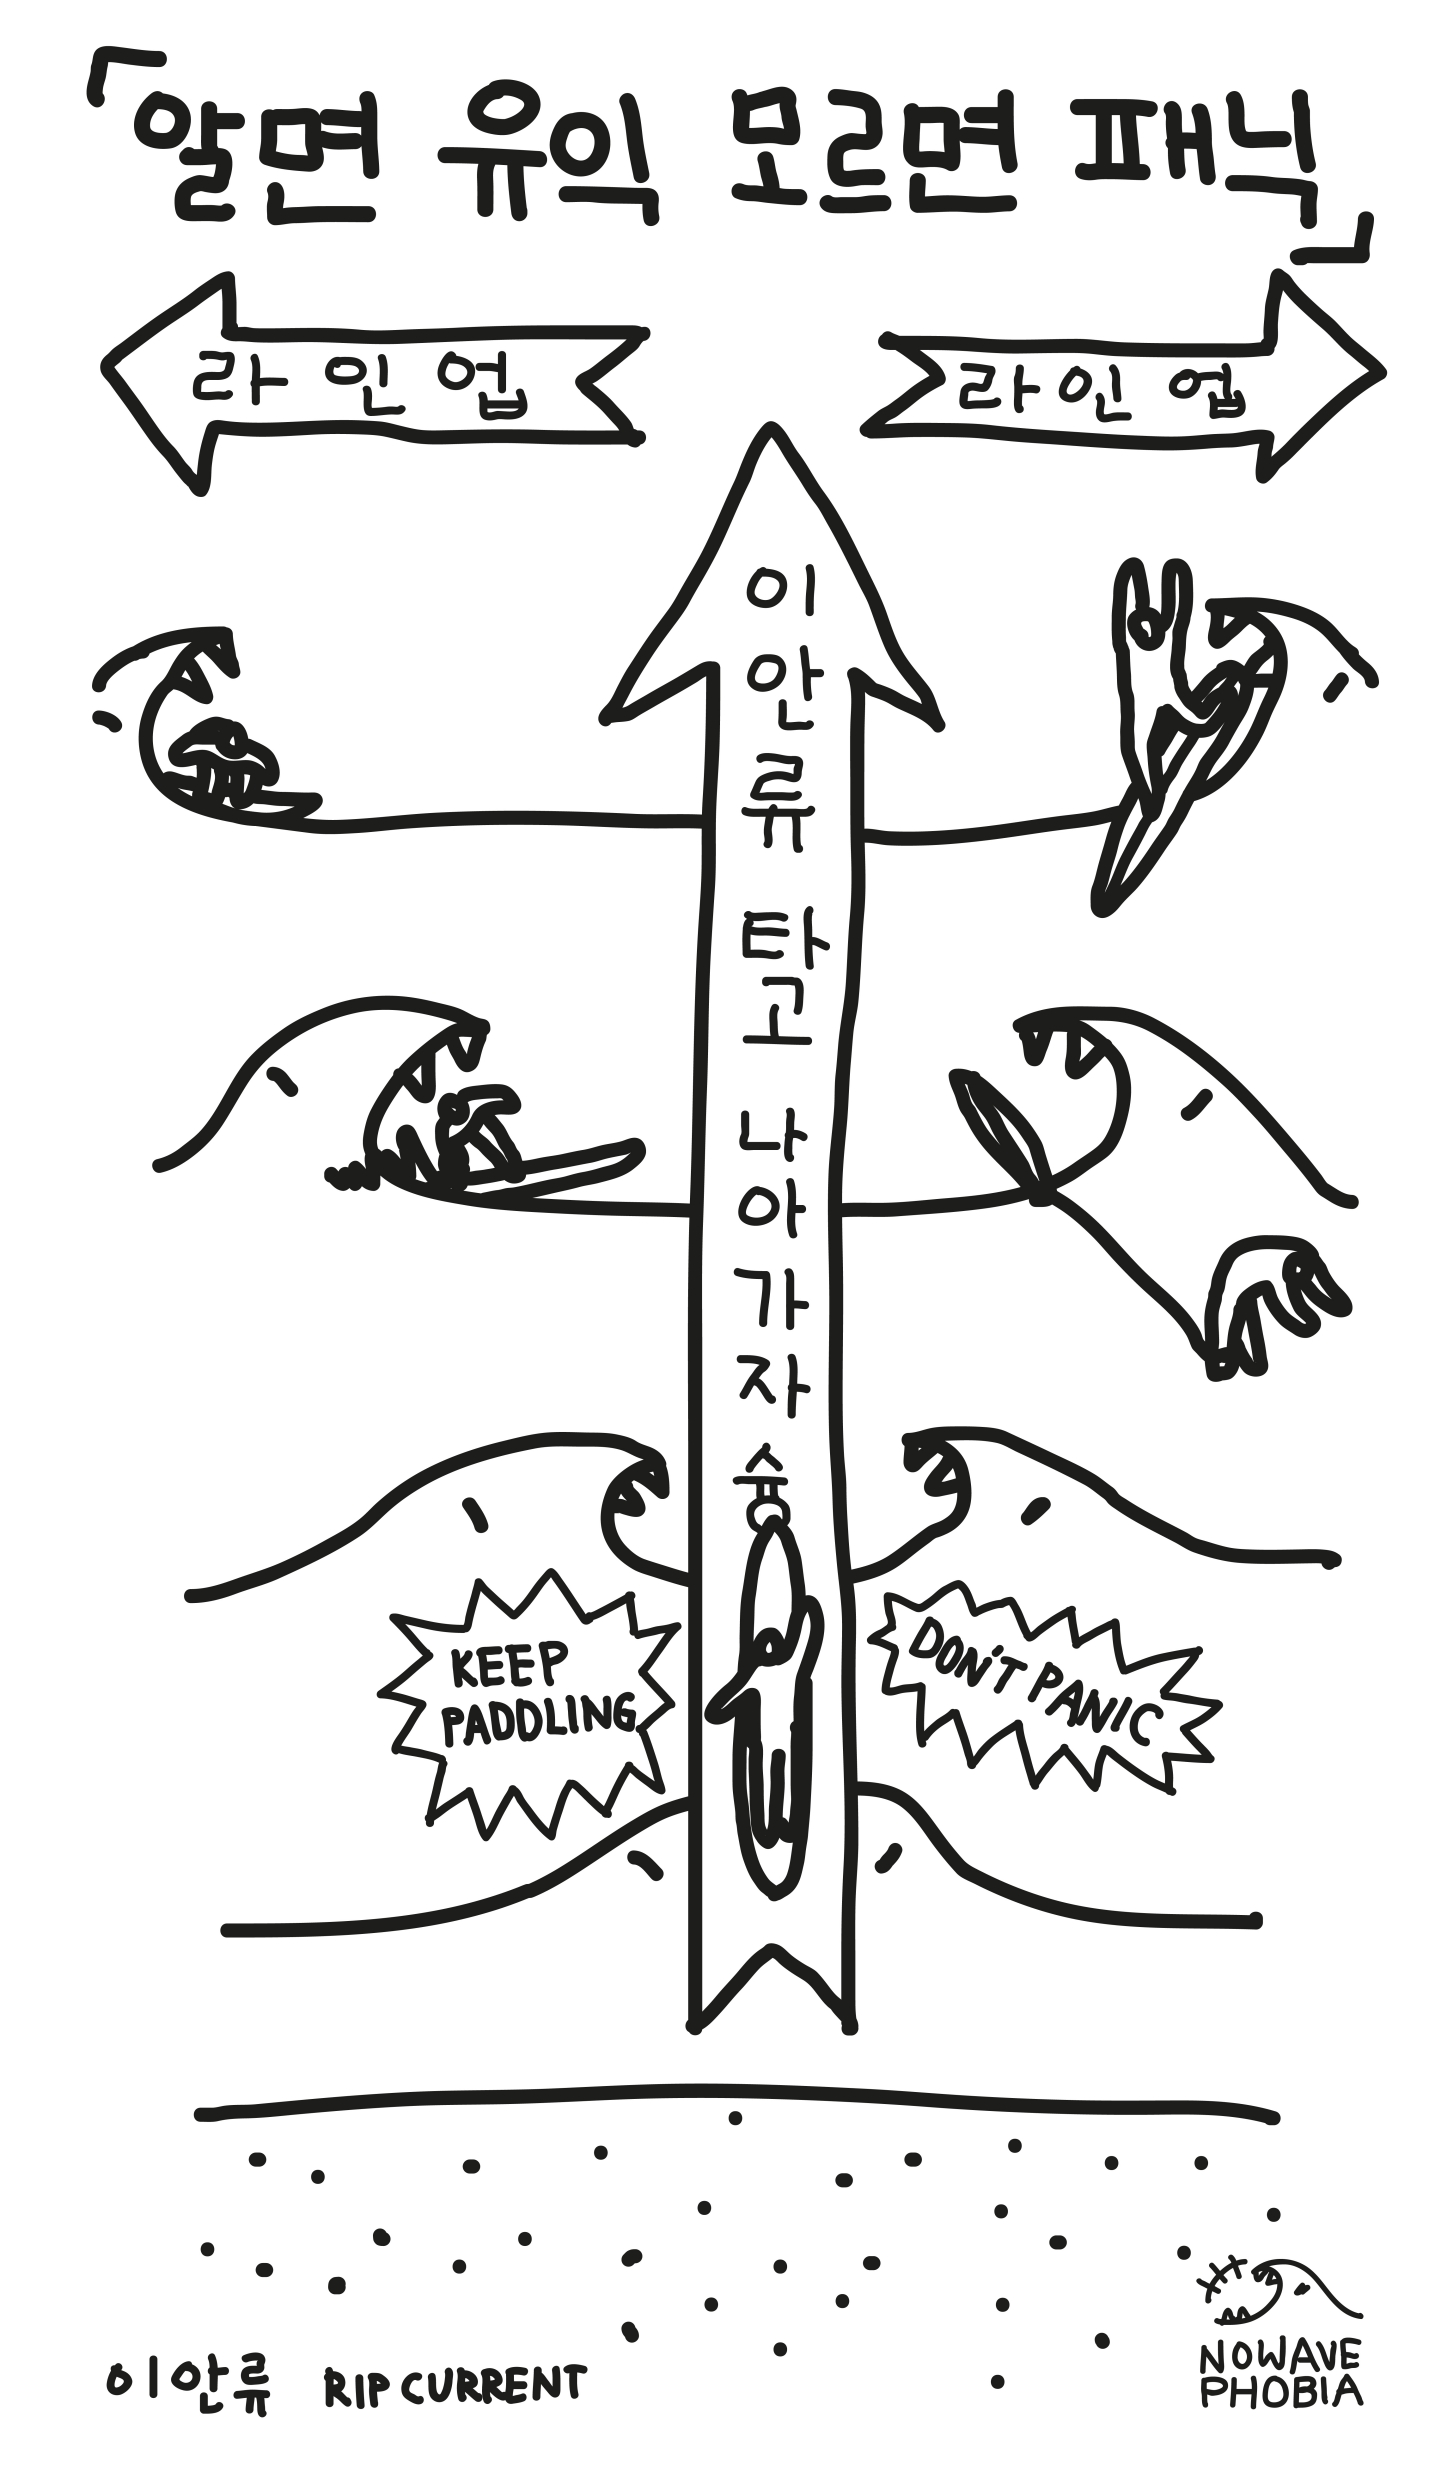 「알면 유익 모르면 패닉」
라인업
라인업
이안류 타고 나아가자 슝
KEEP
PADDLING
DON'T PANIC
이안류 RIP CURRENT
NOWAVE
PHOBIA